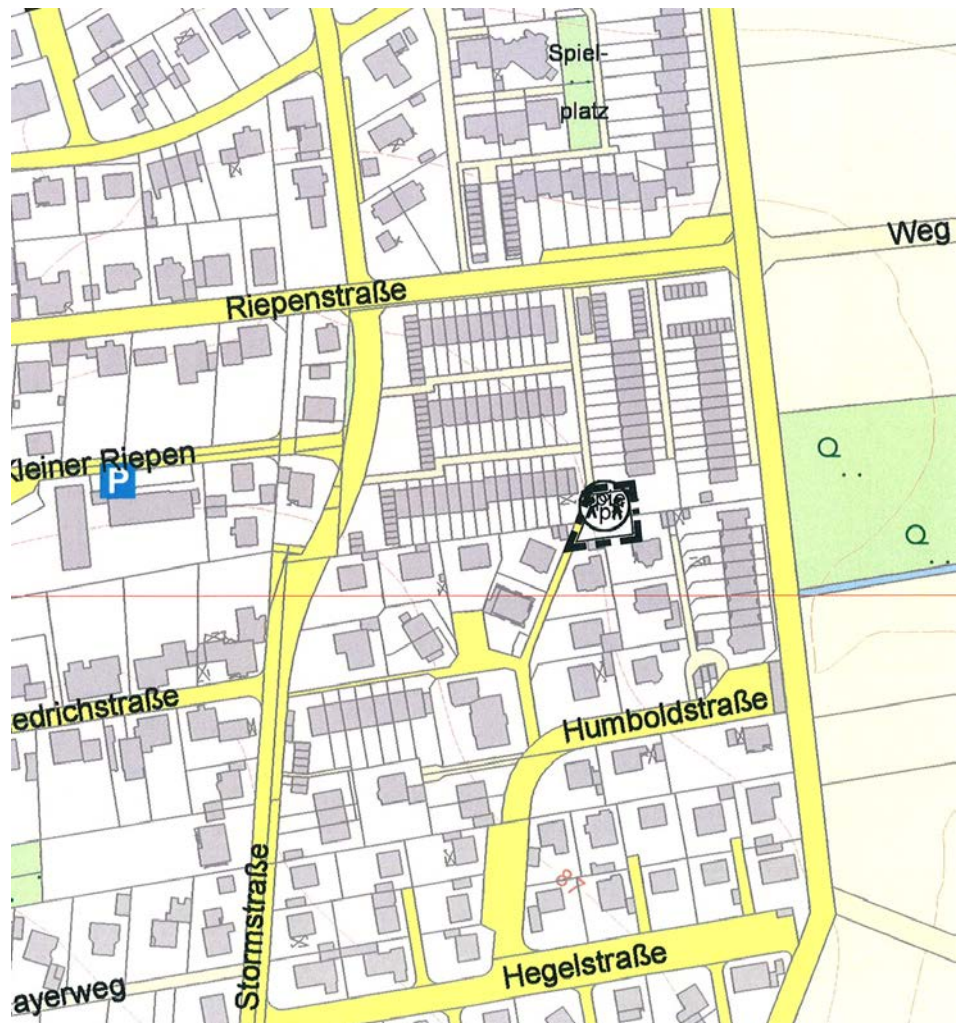 Spiel-
platz
Weg
Riepenstraße
Kleiner Riepen
P
edrichstraße
Humboldstraße
Stormstraße
87
Hegelstraße
ayerweg